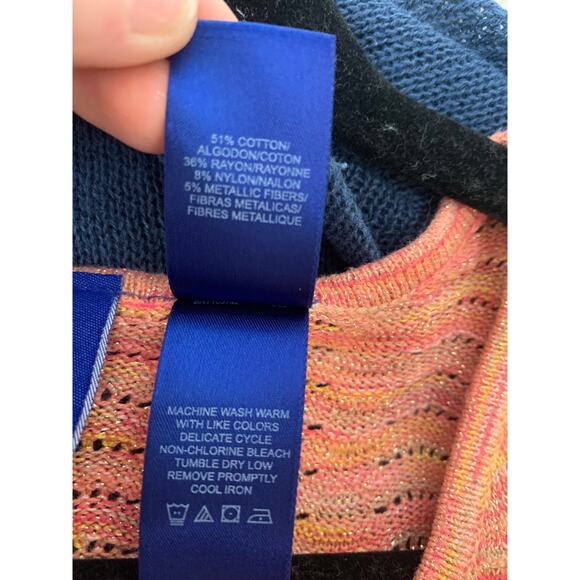 51% COTTON/
ALGODON/COTON
36% RAYON/RAYONNE
8% NYLON/NAILON
5% METALLIC FIBERS/
FIBRAS METALICAS/
FIBRES METALLIQUE
MACHINE WASH WARM
WITH LIKE COLORS
DELICATE CYCLE
NON-CHLORINE BLEACH
TUMBLE DRY LOW
REMOVE PROMPTLY
COOL IRON